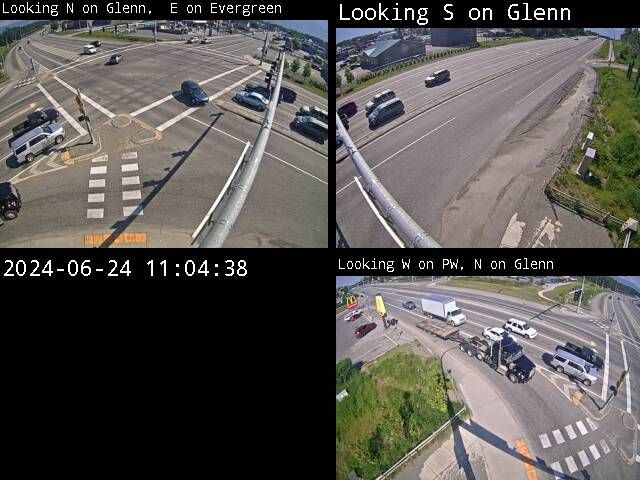 Looking N on Glenn,  E on Evergreen
Looking S on Glenn
2024-06-24 11:04:38
Looking W on PW, N on Glenn